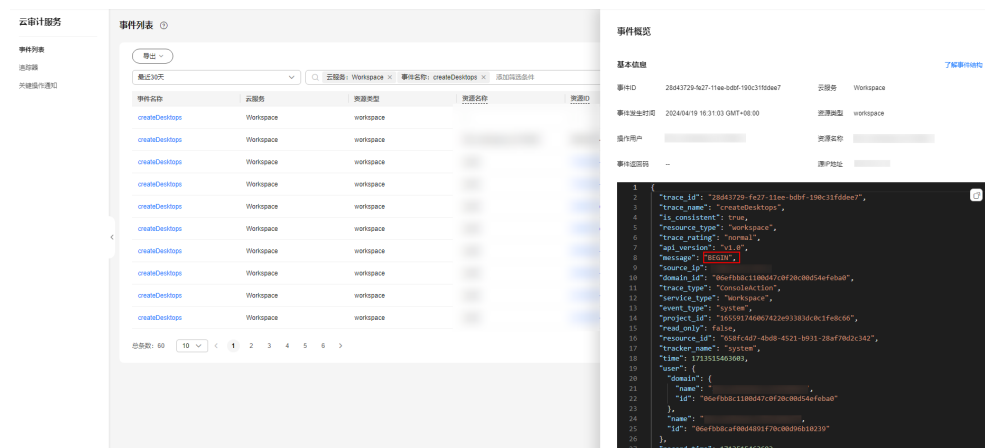 云审计服务
事件列表
追踪器
关键操作通知
事件列表
导出
最近30天
云服务: Workspace × 事件名称: createDesktops × 添加筛选条件
事件名称 云服务 资源类型 资源名称 资源ID
createDesktops Workspace workspace
createDesktops Workspace workspace
createDesktops Workspace workspace
createDesktops Workspace workspace
createDesktops Workspace workspace
createDesktops Workspace workspace
createDesktops Workspace workspace
createDesktops Workspace workspace
createDesktops Workspace workspace
createDesktops Workspace workspace
总条数: 60 10 < 1 2 3 4 5 6 >
事件概览
基本信息 了解事件结构
事件ID 28d43729-fe27-11ee-bdbf-190c31fddee7 云服务 Workspace
事件发生时间 2024/04/19 16:31:03 GMT+08:00 资源类型 workspace
操作用户 资源名称
事件返回码 -- 源IP地址
1 {
2 "trace_id": "28d43729-fe27-11ee-bdbf-190c31fddee7",
3 "trace_name": "createDesktops",
4 "is_consistent": true,
5 "resource_type": "workspace",
6 "trace_rating": "normal",
7 "api_version": "v1.0",
8 "message": "BEGIN",
9 "source_ip":
10 "domain_id": "06efbb8c1100d47c0f20c00d54efeba0",
11 "trace_type": "ConsoleAction",
12 "service_type": "Workspace",
13 "event_type": "system",
14 "project_id": "165591746067422e93383dc0c1fe8c66",
15 "read_only": false,
16 "resource_id": "658fc4d7-4bd8-4521-b931-28af70d2c342",
17 "tracker_name": "system",
18 "time": 1713515463603,
19 "user": {
20 "domain": {
21 "name": "
22 "id": "06efbb8c1100d47c0f20c00d54efeba0"
23 },
24 "name": "
25 "id": "06efbb8caf00d4891f70c00d96b10239"
26 },